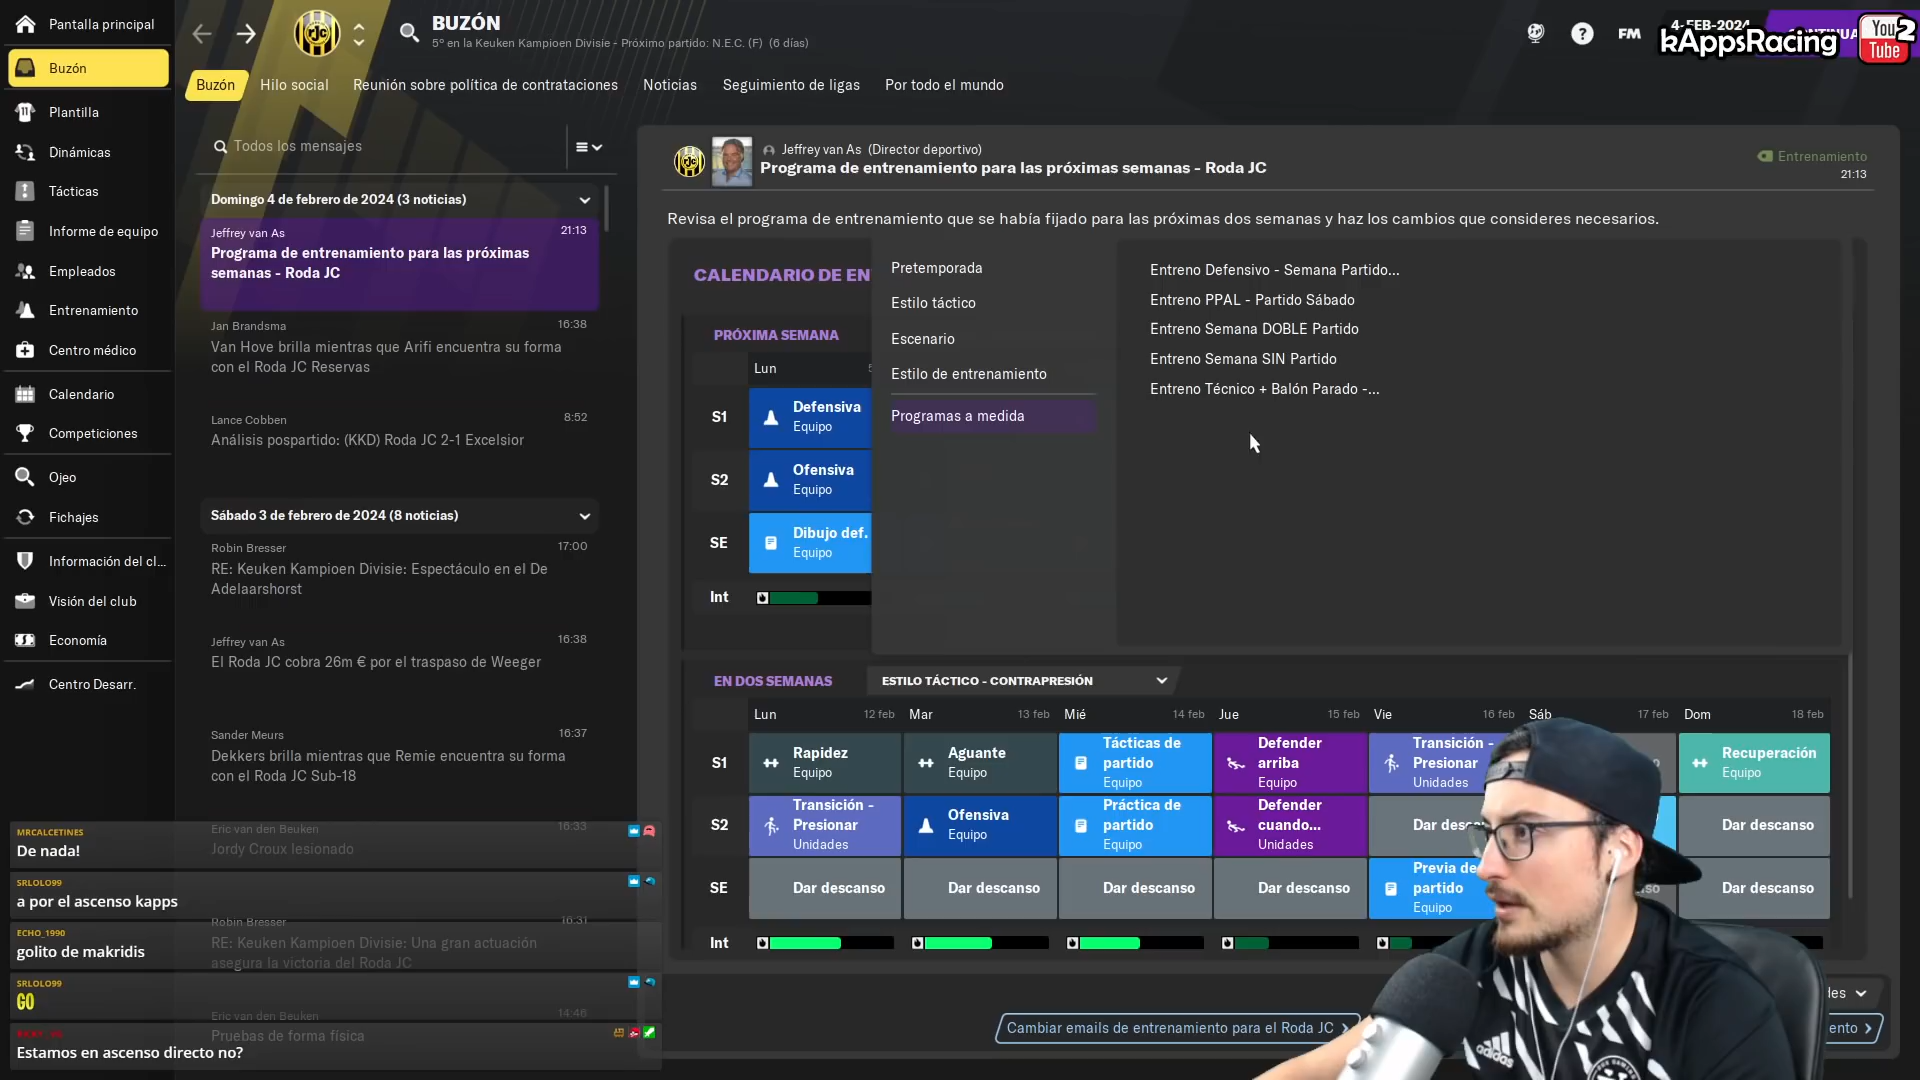 Pantalla principal
Buzón
Plantilla
Dinámicas
Tácticas
Informe de equipo
Empleados
Entrenamiento
Centro médico
Calendario
Competiciones
Ojeo
Fichajes
Información del cl...
Visión del club
Economía
Centro Desarr.
BUZÓN
5º en la Keuken Kampioen Divisie - Próximo partido: N.E.C. (F) (6 días)
FM
4-FEB-2024
kAppsRacing
You2
Tube
Buzón
Hilo social
Reunión sobre política de contrataciones
Noticias
Seguimiento de ligas
Por todo el mundo
Todos los mensajes
Domingo 4 de febrero de 2024 (3 noticias)
Jeffrey van As 21:13
Programa de entrenamiento para las próximas
semanas - Roda JC
Jan Brandsma 16:38
Van Hove brilla mientras que Arifi encuentra su forma
con el Roda JC Reservas
Lance Cobben 8:52
Análisis pospartido: (KKD) Roda JC 2-1 Excelsior
Sábado 3 de febrero de 2024 (8 noticias)
Robin Bresser 17:00
RE: Keuken Kampioen Divisie: Espectáculo en el De
Adelaarshorst
Jeffrey van As 16:38
El Roda JC cobra 26m € por el traspaso de Weeger
Sander Meurs 16:37
Dekkers brilla mientras que Remie encuentra su forma
con el Roda JC Sub-18
Eric van den Beuken 16:33
Jordy Croux lesionado
Robin Bresser 16:31
RE: Keuken Kampioen Divisie: Una gran actuación
asegura la victoria del Roda JC
Eric van den Beuken 14:46
Pruebas de forma física
MRCALCETINES
De nada!
SRLOLO99
a por el ascenso kapps
ECHO_1990
golito de makridis
SRLOLO99
GO
Estamos en ascenso directo no?
Jeffrey van As (Director deportivo)
Programa de entrenamiento para las próximas semanas - Roda JC
Entrenamiento
21:13
Revisa el programa de entrenamiento que se había fijado para las próximas dos semanas y haz los cambios que consideres necesarios.
CALENDARIO DE EN
PRÓXIMA SEMANA
Lun
S1 Defensiva
Equipo
S2 Ofensiva
Equipo
SE Dibujo def.
Equipo
Int
Pretemporada
Estilo táctico
Escenario
Estilo de entrenamiento
Programas a medida
Entreno Defensivo - Semana Partido...
Entreno PPAL - Partido Sábado
Entreno Semana DOBLE Partido
Entreno Semana SIN Partido
Entreno Técnico + Balón Parado -...
EN DOS SEMANAS
ESTILO TÁCTICO - CONTRAPRESIÓN
Lun 12 feb Mar 13 feb Mié 14 feb Jue 15 feb Vie 16 feb Sáb 17 feb Dom 18 feb
S1
Rapidez
Equipo
Aguante
Equipo
Tácticas de
partido
Equipo
Defender
arriba
Equipo
Transición -
Presionar
Unidades
Recuperación
Equipo
S2
Transición -
Presionar
Unidades
Ofensiva
Equipo
Práctica de
partido
Equipo
Defender
cuando...
Unidades
Dar
Dar descanso
SE
Dar descanso
Dar descanso
Dar descanso
Dar descanso
Previa de
partido
Equipo
Dar descanso
Int
Cambiar emails de entrenamiento para el Roda JC